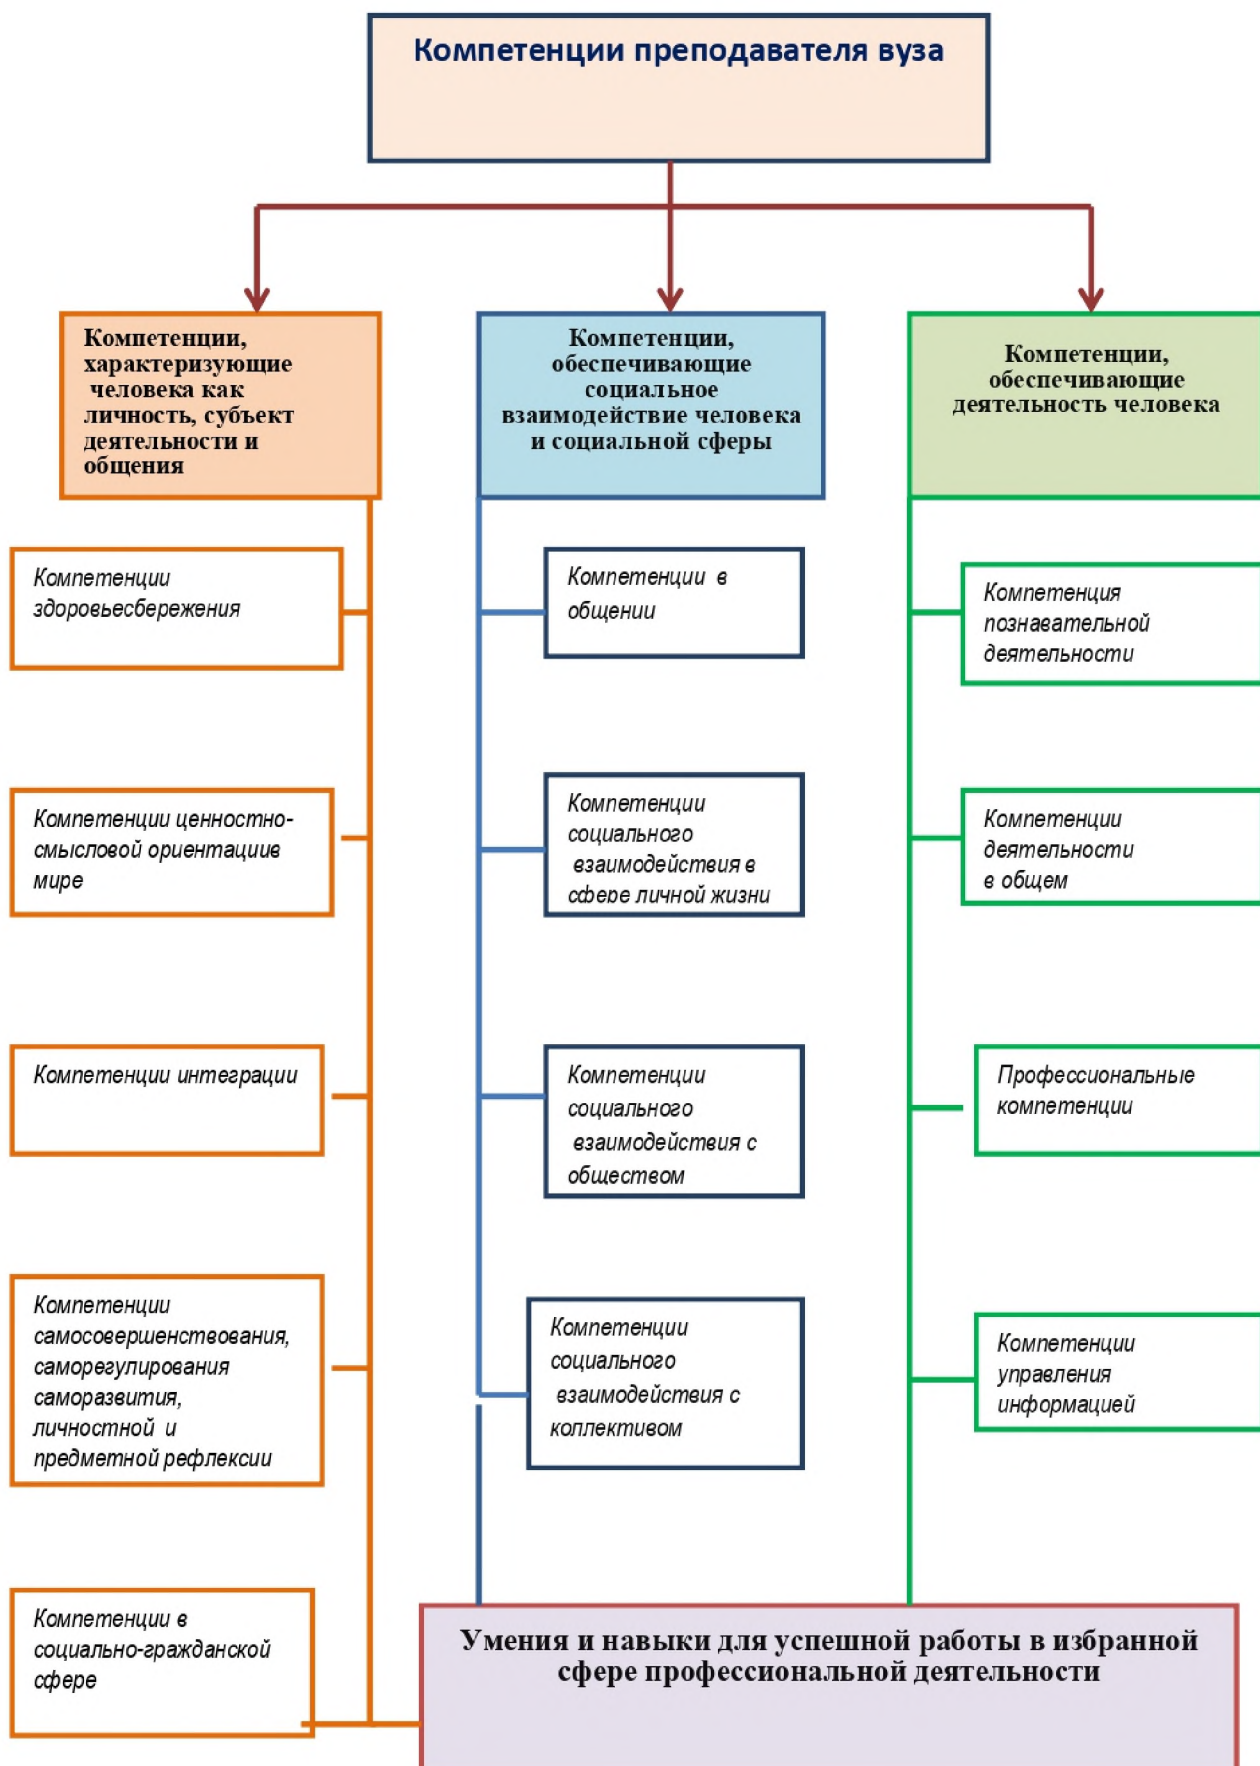 Компетенции преподавателя вуза
Компетенции,
характеризующие
человека как
личность, субъект
деятельности и
общения
Компетенции
здоровьесбережения
Компетенции ценностно-
смысловой ориентациив
мире
Компетенции интеграции
Компетенции
самосовершенствования,
саморегулирования
саморазвития,
личностной и
предметной рефлексии
Компетенции в
социально-гражданской
сфере
Компетенции,
обеспечивающие
социальное
взаимодействие человека
и социальной сферы
Компетенции в
общении
Компетенции
социального
взаимодействия в
сфере личной жизни
Компетенции
социального
взаимодействия с
обществом
Компетенции
социального
взаимодействия с
коллективом
Компетенции,
обеспечивающие
деятельность человека
Компетенция
познавательной
деятельности
Компетенции
деятельности
в общем
Профессиональные
компетенции
Компетенции
управления
информацией
Умения и навыки для успешной работы в избранной
сфере профессиональной деятельности